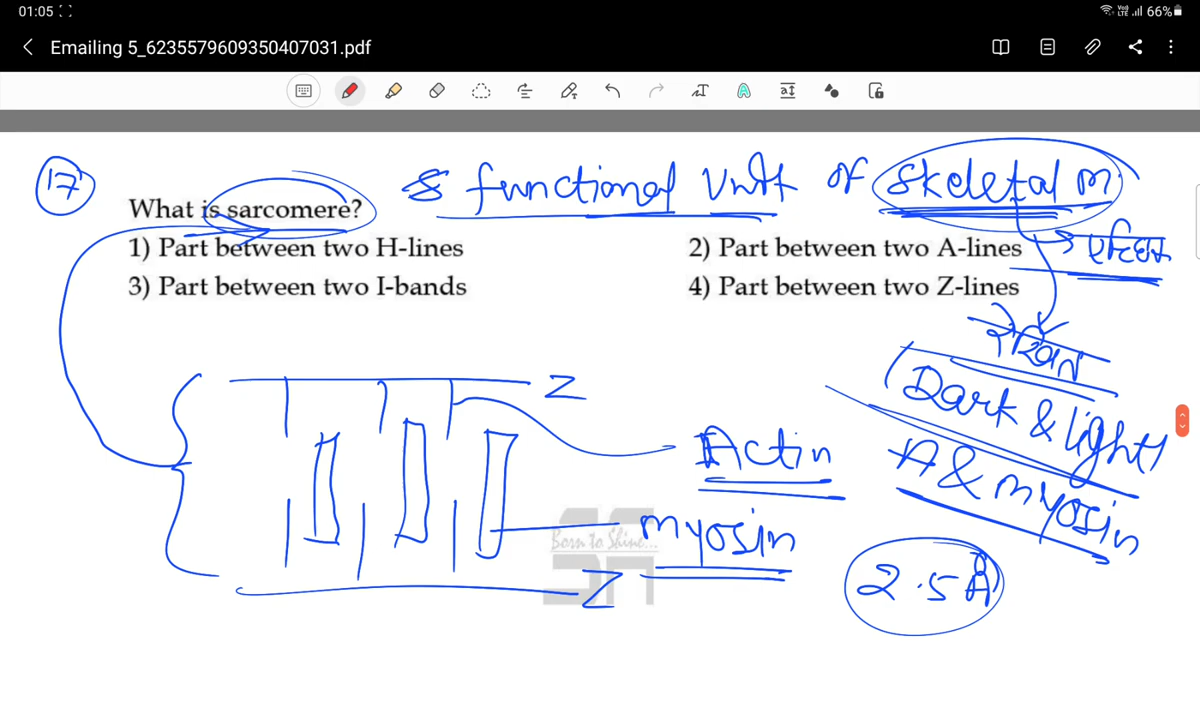 01:05
Vo) LTE 66%
Emailing 5_6235579609350407031.pdf
17
& functional Unit of Skeletal m
What is sarcomere?
1) Part between two H-lines
2) Part between two A-lines
3) Part between two I-bands
4) Part between two Z-lines
Z
(Dark & light)
Actin
A & myosin
myosin
Born to Shine...
2.5 Å
Z